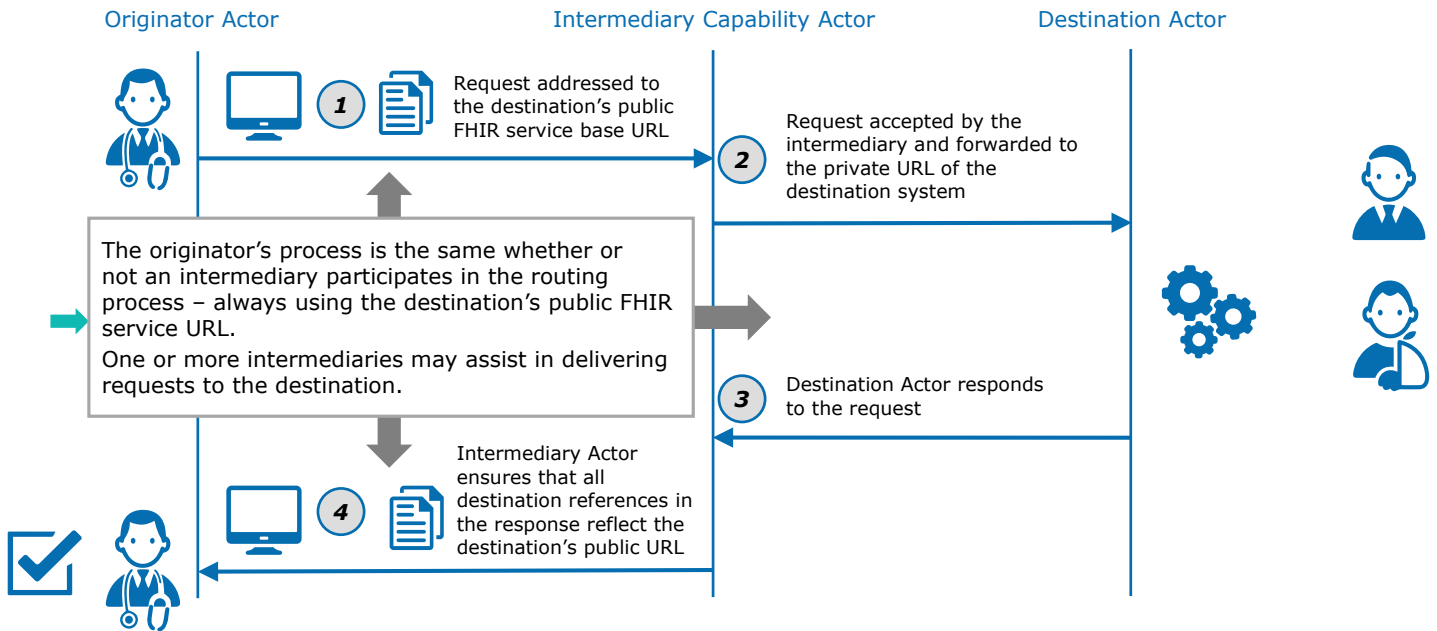 Originator Actor
Intermediary Capability Actor
Destination Actor
1
Request addressed to
the destination’s public
FHIR service base URL
2
Request accepted by the
intermediary and forwarded to
the private URL of the
destination system
The originator’s process is the same whether or
not an intermediary participates in the routing
process – always using the destination’s public FHIR
service URL.
One or more intermediaries may assist in delivering
requests to the destination.
3
Destination Actor responds
to the request
4
Intermediary Actor
ensures that all
destination references in
the response reflect the
destination’s public URL